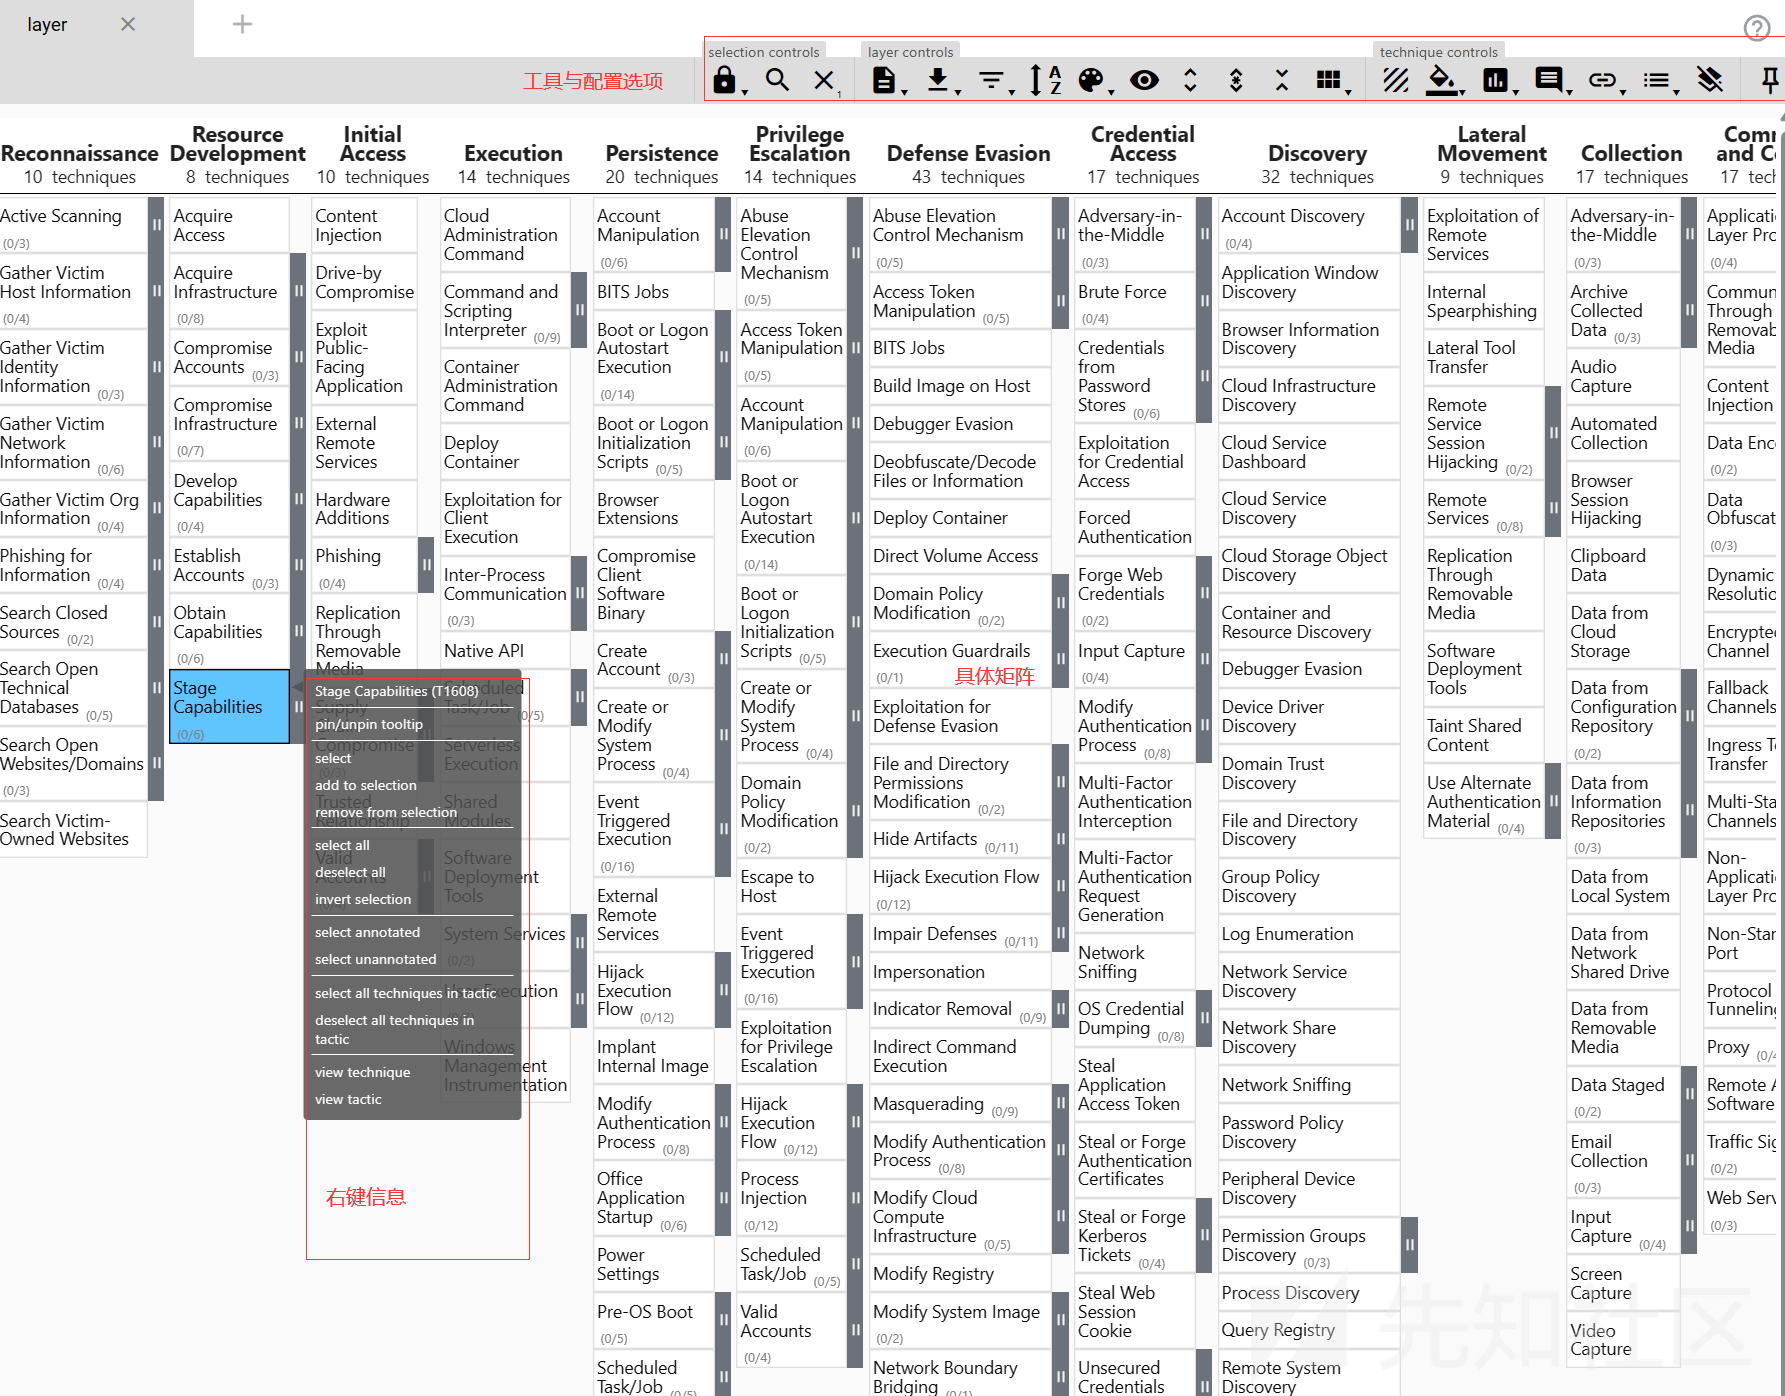 layer
selection controls
layer controls
technique controls
工具与配置选项
1
Reconnaissance
10 techniques
Active Scanning
(0/3)
Gather Victim
Host Information
(0/4)
Gather Victim
Identity
Information (0/3)
Gather Victim
Network
Information (0/6)
Gather Victim Org
Information (0/4)
Phishing for
Information (0/4)
Search Closed
Sources (0/2)
Search Open
Technical
Databases (0/5)
Search Open
Websites/Domains
(0/3)
Search Victim-
Owned Websites
Resource
Development
8 techniques
Acquire
Access
Acquire
Infrastructure
(0/8)
Compromise
Accounts (0/3)
Compromise
Infrastructure
(0/7)
Develop
Capabilities
(0/4)
Establish
Accounts (0/3)
Obtain
Capabilities
(0/6)
Stage
Capabilities
(0/6)
Initial
Access
10 techniques
Content
Injection
Drive-by
Compromise
Exploit
Public-
Facing
Application
External
Remote
Services
Hardware
Additions
Phishing
(0/4)
Replication
Through
Removable
Media
Supply
Chain
Compromise
(0/3)
Trusted
Relationship
Valid
Accounts
Stage Capabilities (T1608)
pin/unpin tooltip
select
add to selection
remove from selection
select all
deselect all
invert selection
select annotated
select unannotated
select all techniques in tactic
deselect all techniques in
tactic
view technique
view tactic
右键信息
Execution
14 techniques
Cloud
Administration
Command
Command and
Scripting
Interpreter (0/9)
Container
Administration
Command
Deploy
Container
Exploitation for
Client
Execution
Inter-Process
Communication
(0/3)
Native API
Scheduled
Task/Job (0/5)
Serverless
Execution
Shared
Modules
Software
Deployment
Tools
System Services
(0/2)
User Execution
Windows
Management
Instrumentation
Persistence
20 techniques
Account
Manipulation
(0/6)
BITS Jobs
Boot or Logon
Autostart
Execution
(0/14)
Boot or Logon
Initialization
Scripts (0/5)
Browser
Extensions
Compromise
Client
Software
Binary
Create
Account (0/3)
Create or
Modify
System
Process (0/4)
Event
Triggered
Execution
(0/16)
External
Remote
Services
Hijack
Execution
Flow (0/12)
Implant
Internal Image
Modify
Authentication
Process (0/8)
Office
Application
Startup (0/6)
Power
Settings
Pre-OS Boot
(0/5)
Scheduled
Task/Job (0/5)
Privilege
Escalation
14 techniques
Abuse
Elevation
Control
Mechanism
(0/5)
Access Token
Manipulation
(0/5)
Account
Manipulation
(0/6)
Boot or
Logon
Autostart
Execution
(0/14)
Boot or
Logon
Initialization
Scripts (0/5)
Create or
Modify
System
Process (0/4)
Domain
Policy
Modification
(0/2)
Escape to
Host
Event
Triggered
Execution
(0/16)
Exploitation
for Privilege
Escalation
Hijack
Execution
Flow (0/12)
Process
Injection
(0/12)
Scheduled
Task/Job (0/5)
Valid
Accounts
(0/4)
Defense Evasion
43 techniques
Abuse Elevation
Control Mechanism
(0/5)
Access Token
Manipulation (0/5)
BITS Jobs
Build Image on Host
Debugger Evasion
Deobfuscate/Decode
Files or Information
Deploy Container
Direct Volume Access
Domain Policy
Modification (0/2)
Execution Guardrails
(0/1)
具体矩阵
Exploitation for
Defense Evasion
File and Directory
Permissions
Modification (0/2)
Hide Artifacts (0/11)
Hijack Execution Flow
(0/12)
Impair Defenses (0/11)
Impersonation
Indicator Removal (0/9)
Indirect Command
Execution
Masquerading (0/9)
Modify Authentication
Process (0/8)
Modify Cloud
Compute
Infrastructure (0/5)
Modify Registry
Modify System Image
(0/2)
Network Boundary
Bridging (0/1)
Credential
Access
17 techniques
Adversary-in-
the-Middle
(0/3)
Brute Force
(0/4)
Credentials
from
Password
Stores (0/6)
Exploitation
for Credential
Access
Forced
Authentication
Forge Web
Credentials
(0/2)
Input Capture
(0/4)
Modify
Authentication
Process (0/8)
Multi-Factor
Authentication
Interception
Multi-Factor
Authentication
Request
Generation
Network
Sniffing
OS Credential
Dumping (0/8)
Steal
Application
Access Token
Steal or Forge
Authentication
Certificates
Steal or Forge
Kerberos
Tickets (0/4)
Steal Web
Session
Cookie
Unsecured
Credentials
Discovery
32 techniques
Account Discovery
(0/4)
Application Window
Discovery
Browser Information
Discovery
Cloud Infrastructure
Discovery
Cloud Service
Dashboard
Cloud Service
Discovery
Cloud Storage Object
Discovery
Container and
Resource Discovery
Debugger Evasion
Device Driver
Discovery
Domain Trust
Discovery
File and Directory
Discovery
Group Policy
Discovery
Log Enumeration
Network Service
Discovery
Network Share
Discovery
Network Sniffing
Password Policy
Discovery
Peripheral Device
Discovery
Permission Groups
Discovery (0/3)
Process Discovery
Query Registry
Remote System
Discovery
Lateral
Movement
9 techniques
Exploitation of
Remote
Services
Internal
Spearphishing
Lateral Tool
Transfer
Remote
Service
Session
Hijacking (0/2)
Remote
Services (0/8)
Replication
Through
Removable
Media
Software
Deployment
Tools
Taint Shared
Content
Use Alternate
Authentication
Material (0/4)
Collection
17 techniques
Adversary-in-
the-Middle
(0/3)
Archive
Collected
Data (0/3)
Audio
Capture
Automated
Collection
Browser
Session
Hijacking
Clipboard
Data
Data from
Cloud
Storage
Data from
Configuration
Repository
(0/2)
Data from
Information
Repositories
(0/3)
Data from
Local System
Data from
Network
Shared Drive
Data from
Removable
Media
Data Staged
(0/2)
Email
Collection
(0/3)
Input
Capture (0/4)
Screen
Capture
Video
Capture
Com
and C
17 tech
Applicati
Layer Pro
(0/4)
Commun
Through
Removab
Media
Content
Injection
Data Enc
(0/2)
Data
Obfuscat
(0/3)
Dynamic
Resolutio
Encrypte
Channel
Fallback
Channels
Ingress T
Transfer
Multi-Sta
Channels
Non-
Applicati
Layer Pro
Non-Star
Port
Protocol
Tunneling
Proxy (0/4
Remote A
Software
Traffic Sig
(0/2)
Web Serv
(0/3)
先知社区